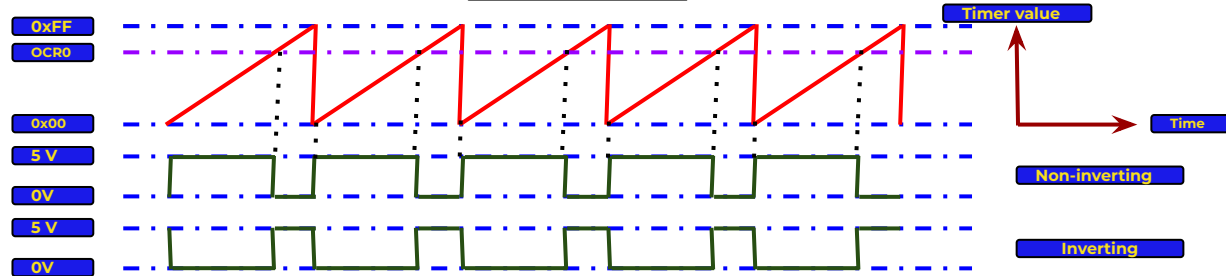 0xFF
Timer value
OCR0
0x00
Time
5 V
Non-inverting
0V
5 V
Inverting
0V